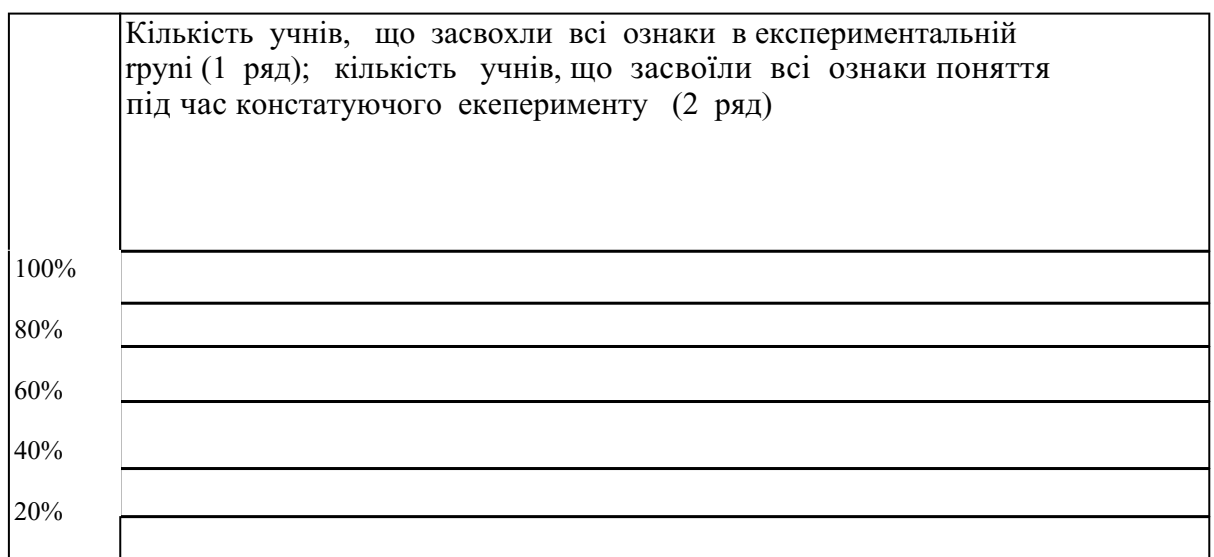 Кількість учнів, що засвохли всі ознаки в експериментальній
rpyni (1 ряд); кількість учнів, що засвоїли всі ознаки поняття
під час констатуючого екеперименту (2 ряд)
100%
80%
60%
40%
20%